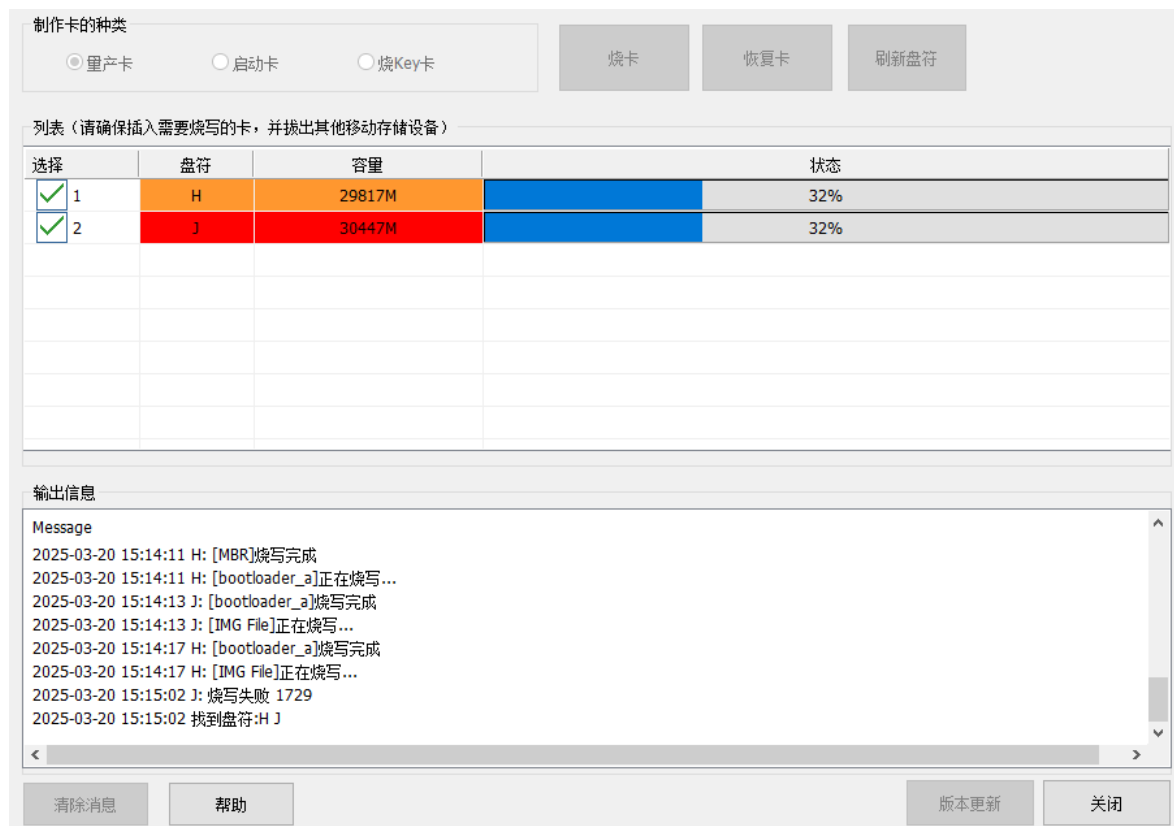 制作卡的种类
量产卡 启动卡 烧Key卡 烧卡 恢复卡 刷新盘符
列表（请确保插入需要烧写的卡，并拔出其他移动存储设备）
选择 盘符 容量 状态
1 H 29817M 32%
2 J 30447M 32%
输出信息
Message
2025-03-20 15:14:11 H: [MBR]烧写完成
2025-03-20 15:14:11 H: [bootloader_a]正在烧写...
2025-03-20 15:14:13 J: [bootloader_a]烧写完成
2025-03-20 15:14:13 J: [IMG File]正在烧写...
2025-03-20 15:14:17 H: [bootloader_a]烧写完成
2025-03-20 15:14:17 H: [IMG File]正在烧写...
2025-03-20 15:15:02 J: 烧写失败 1729
2025-03-20 15:15:02 找到盘符:H J
清除消息 帮助 版本更新 关闭